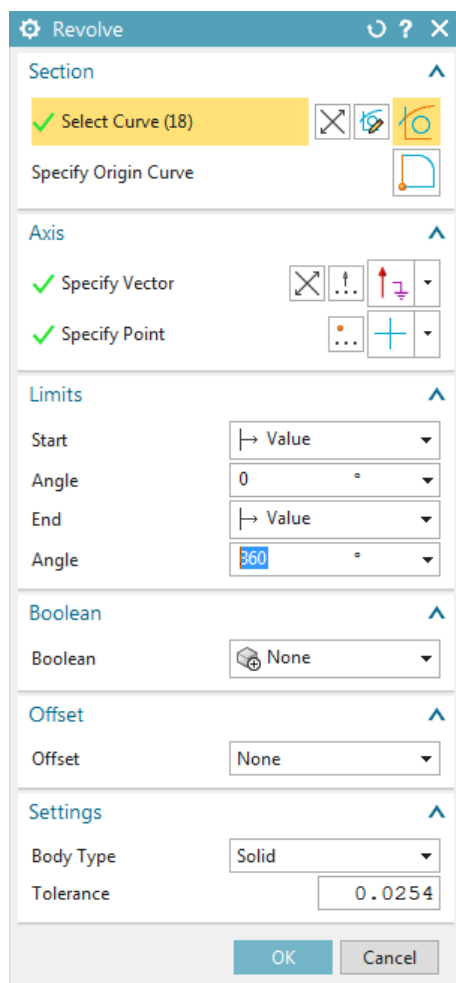 Revolve ?
Section
Select Curve (18)
Specify Origin Curve
Axis
Specify Vector
Specify Point
Limits
Start Value
Angle 0 °
End Value
Angle 360 °
Boolean
Boolean None
Offset
Offset None
Settings
Body Type Solid
Tolerance 0.0254
OK Cancel